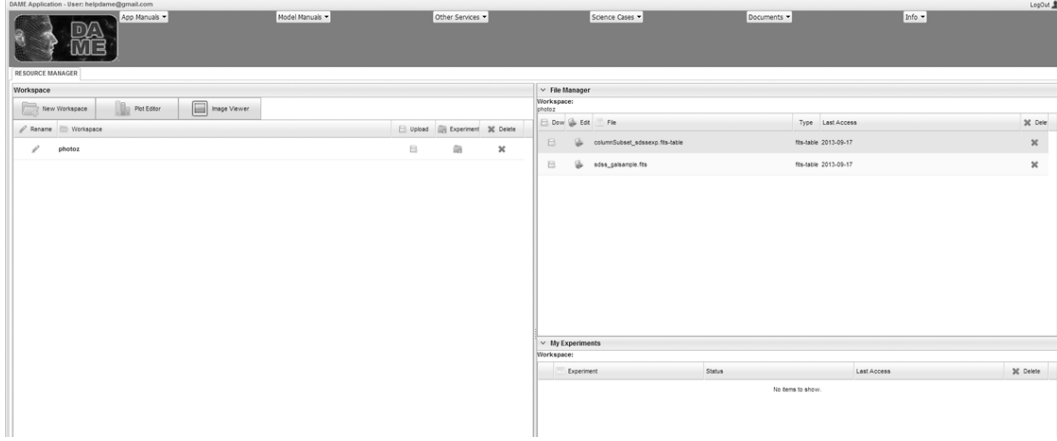 DAME Application - User: helpdame@gmail.com LogOut
App Manuals Model Manuals Other Services Science Cases Documents Info
DA
ME
RESOURCE MANAGER
Workspace
New Workspace Plot Editor Image Viewer
Rename Workspace Upload Experiment Delete
photoz
File Manager
Workspace:
photoz
Dow Edit File Type Last Access Dele
columnSubset_sdssexp.fits-table fits-table 2013-09-17
sdss_galsample.fits fits-table 2013-09-17
My Experiments
Workspace:
Experiment Status Last Access Delete
No items to show.